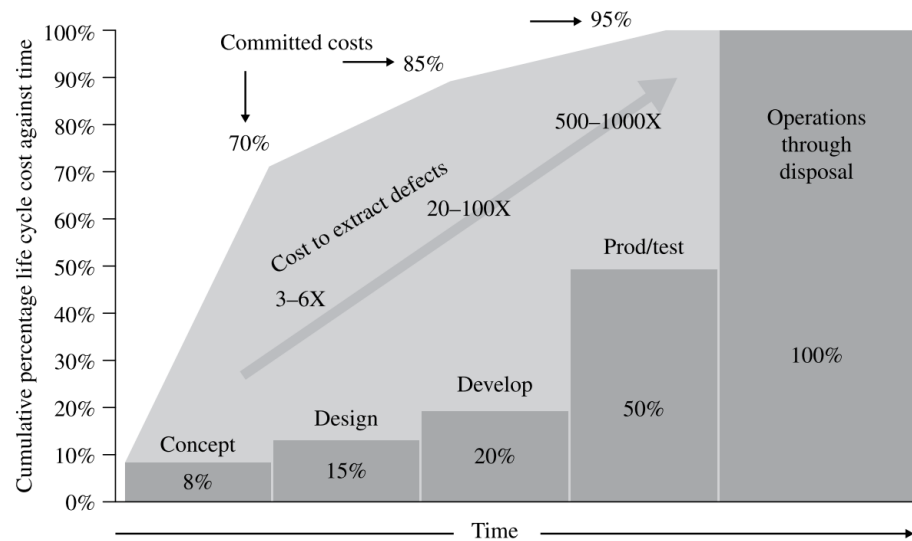 Cumulative percentage life cycle cost against time
100%
90%
80%
70%
60%
50%
40%
30%
20%
10%
0%
Committed costs
70%
85%
95%
Cost to extract defects
3–6X
20–100X
500–1000X
Concept
8%
Design
15%
Develop
20%
Prod/test
50%
Operations
through
disposal
100%
Time